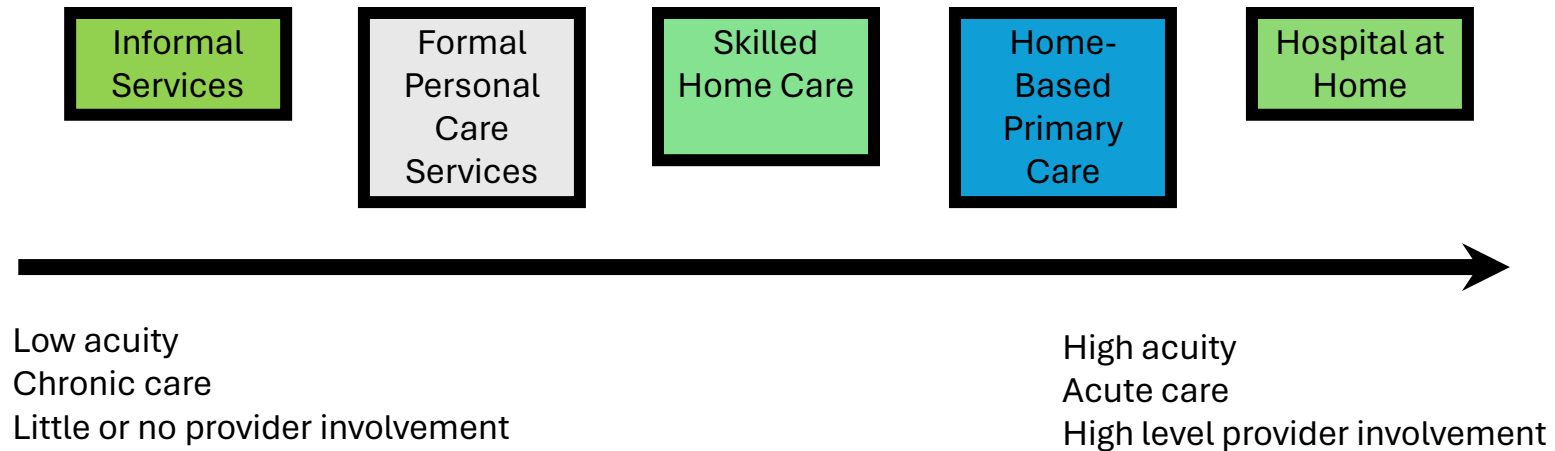 Informal
Services
Formal
Personal
Care
Services
Skilled
Home Care
Home-
Based
Primary
Care
Hospital at
Home
Low acuity
Chronic care
Little or no provider involvement
High acuity
Acute care
High level provider involvement